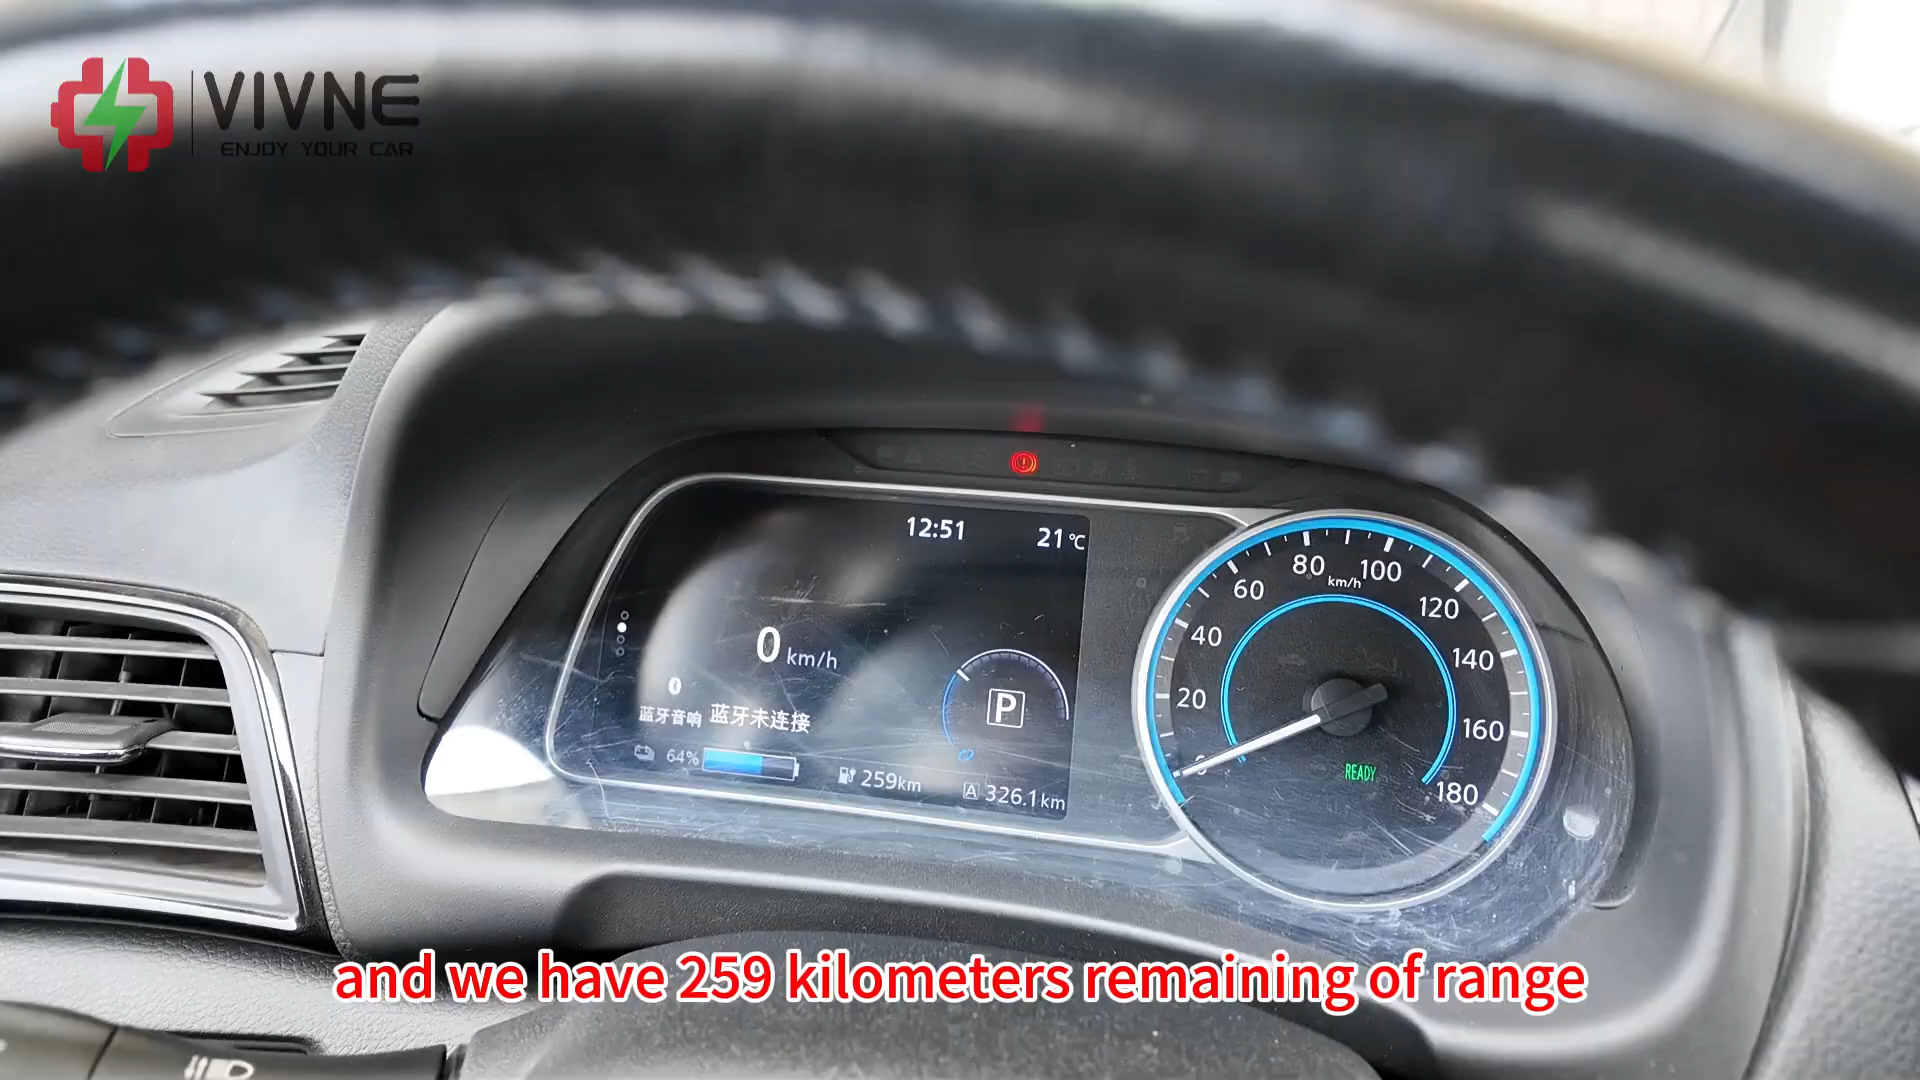 VIVNE
ENJOY YOUR CAR
12:51
21°C
0 km/h
蓝牙音响 蓝牙未连接
64%
259km
A 326.1km
P
0
20
40
60
80
100
120
140
160
180
km/h
READY
and we have 259 kilometers remaining of range